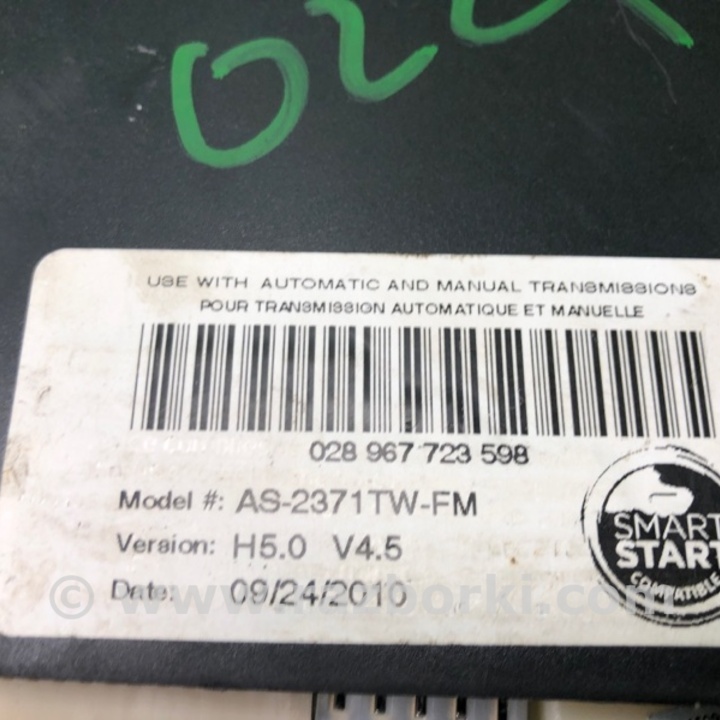 USE WITH AUTOMATIC AND MANUAL TRANSMISSIONS
POUR TRANSMISSION AUTOMATIQUE ET MANUELLE
028 967 723 598
Model #: AS-2371TW-FM
Version: H5.0 V4.5
Date: 09/24/2010
SMART
START
COMPATIBLE